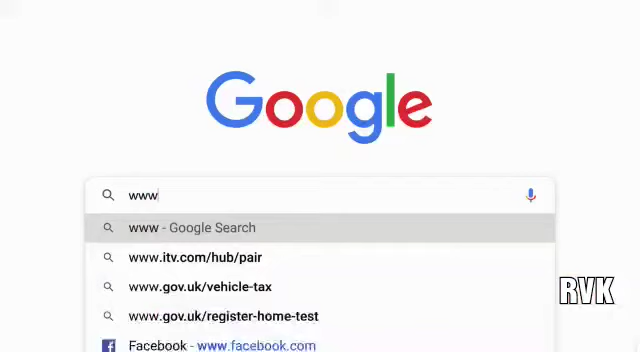 Google
www
www - Google Search
www.itv.com/hub/pair
www.gov.uk/vehicle-tax
www.gov.uk/register-home-test
RVK
Facebook - www.facebook.com